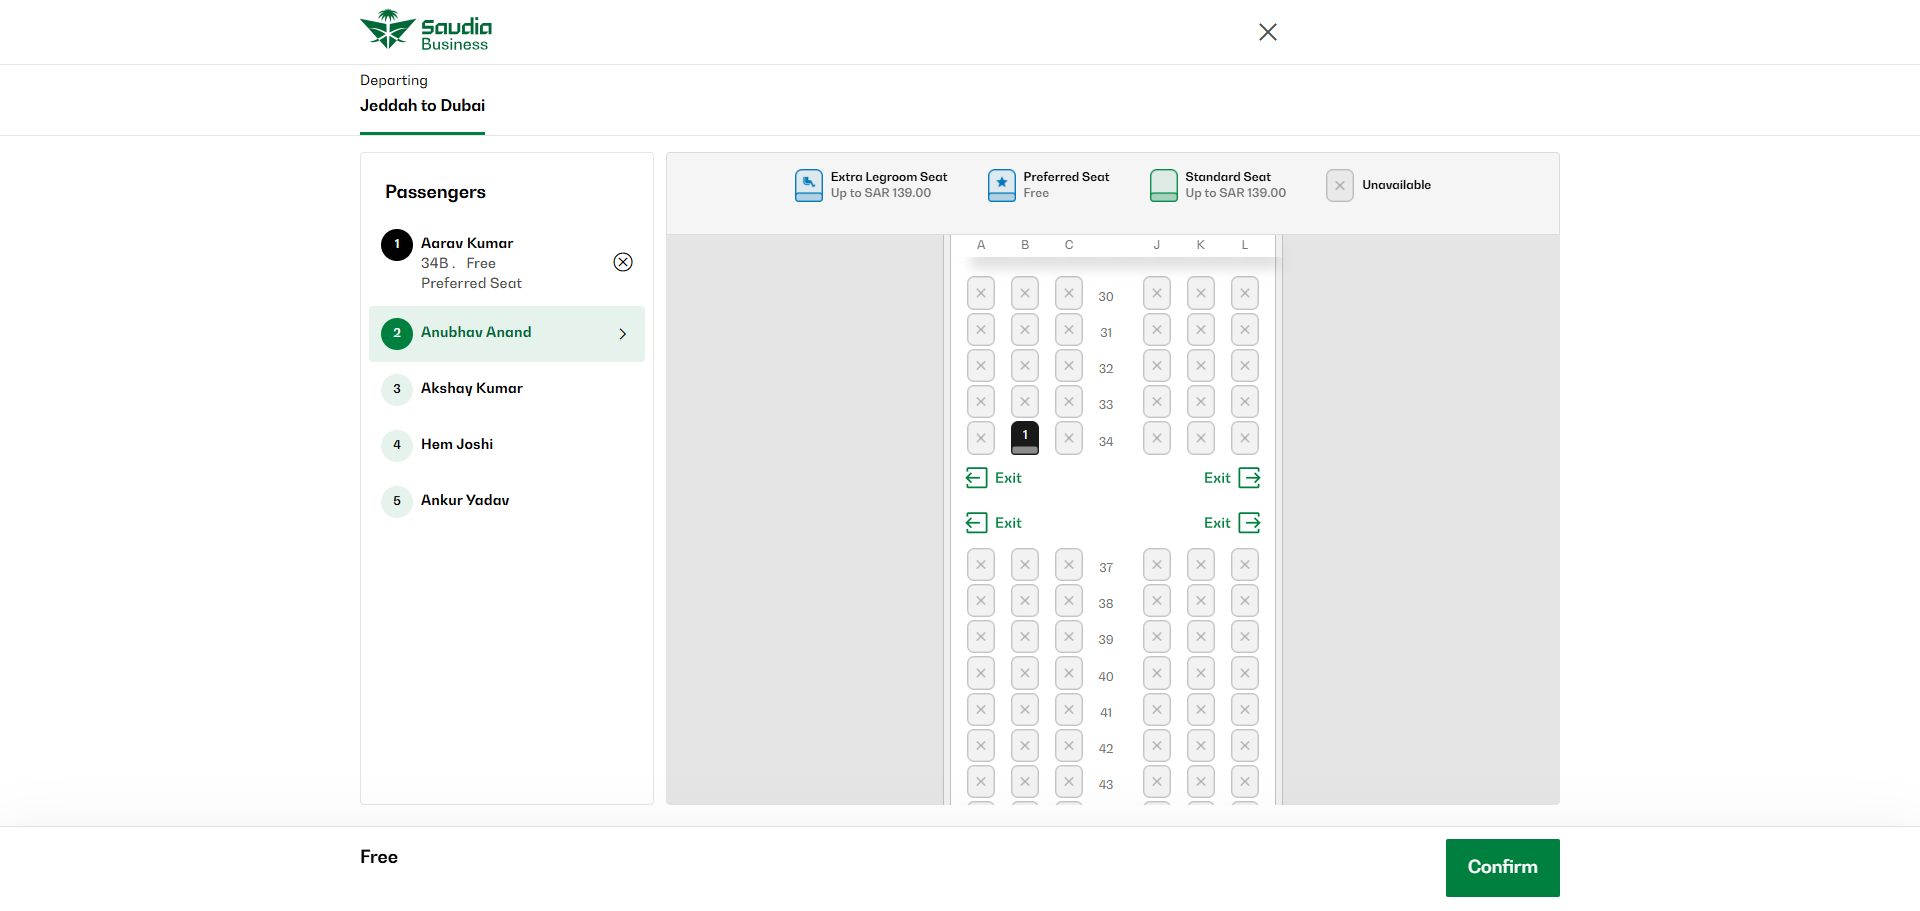 Saudia
Business
Departing
Jeddah to Dubai
Passengers
1
Aarav Kumar
34B . Free
Preferred Seat
2
Anubhav Anand
3
Akshay Kumar
4
Hem Joshi
5
Ankur Yadav
Extra Legroom Seat
Up to SAR 139.00
Preferred Seat
Free
Standard Seat
Up to SAR 139.00
Unavailable
A B C J K L
30
31
32
33
1
34
Exit Exit
Exit Exit
37
38
39
40
41
42
43
Free
Confirm